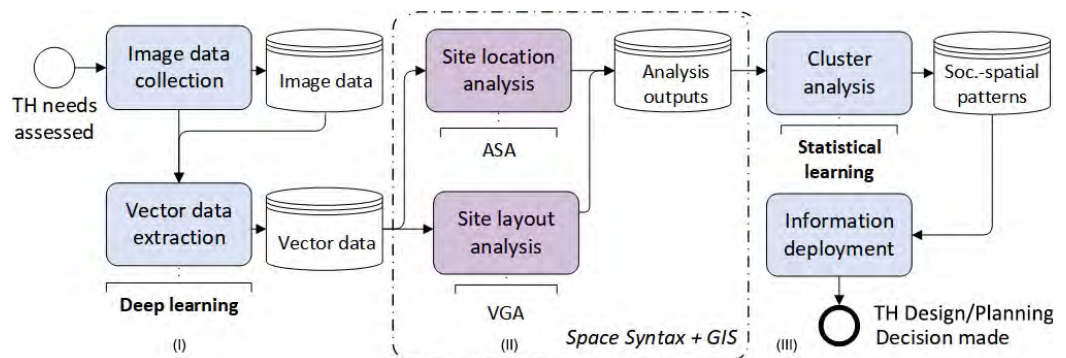 TH needs
assessed
Image data
collection
Image data
Vector data
extraction
Vector data
Deep learning
(I)
Site location
analysis
ASA
Site layout
analysis
VGA
Analysis
outputs
(II)
Space Syntax + GIS
Cluster
analysis
Statistical
learning
Soc.-spatial
patterns
Information
deployment
TH Design/Planning
Decision made
(III)